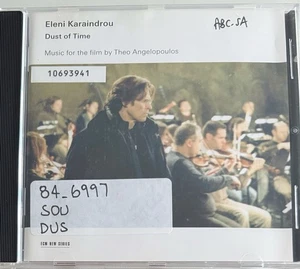 Eleni Karaindrou
Dust of Time
Music for the film by Theo Angelopoulos
ABC-SA
10693941
84-6997
SOU
DUS
ECM NEW SERIES